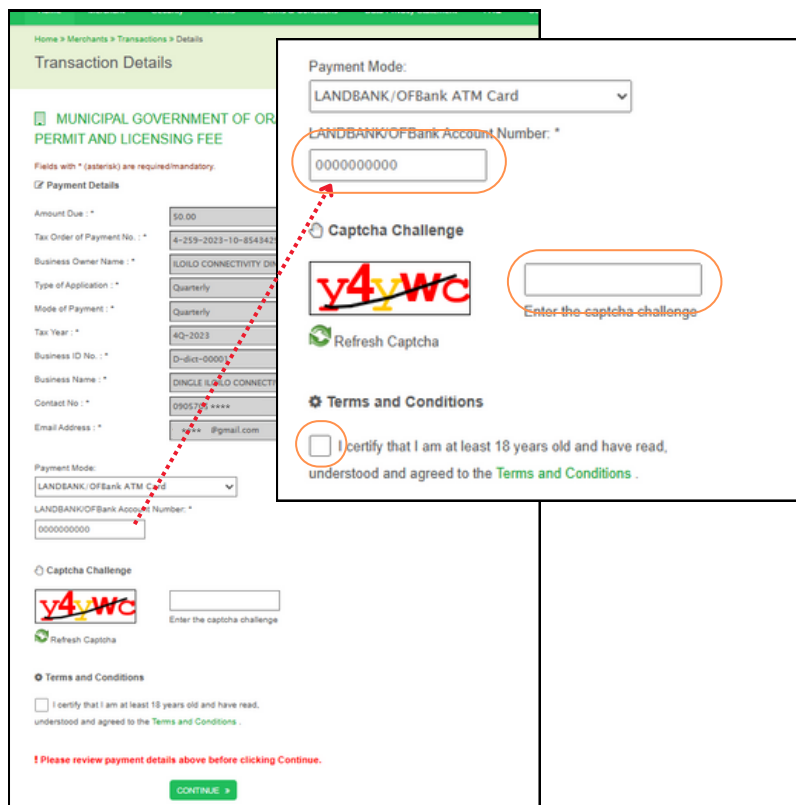 Home » Merchants » Transactions » Details
Transaction Details
MUNICIPAL GOVERNMENT OF
PERMIT AND LICENSING FEE
Fields with * (asterisk) are required/mandatory.
Payment Details
Amount Due : * 50.00
Tax Order of Payment No. : * 4-259-2023-10-8543429
Business Owner Name : * ILOILO CONNECTIVITY
Type of Application : * Quarterly
Mode of Payment : * Quarterly
Tax Year : * 4Q-2023
Business ID No. : * D-dict-00001
Business Name : * DINGLE ILOILO
Contact No : * ****
Email Address : * **** @gmail.com
Payment Mode:
LANDBANK/OFBank ATM Card
LANDBANK/OFBank Account Number: *
0000000000
Captcha Challenge
y4yWc
Enter the captcha challenge
Refresh Captcha
Terms and Conditions
I certify that I am at least 18 years old and have read,
understood and agreed to the Terms and Conditions .
! Please review payment details above before clicking Continue.
CONTINUE »
Payment Mode:
LANDBANK/OFBank ATM Card
LANDBANK/OFBank Account Number: *
0000000000
Captcha Challenge
y4yWc
Enter the captcha challenge
Refresh Captcha
Terms and Conditions
I certify that I am at least 18 years old and have read,
understood and agreed to the Terms and Conditions .